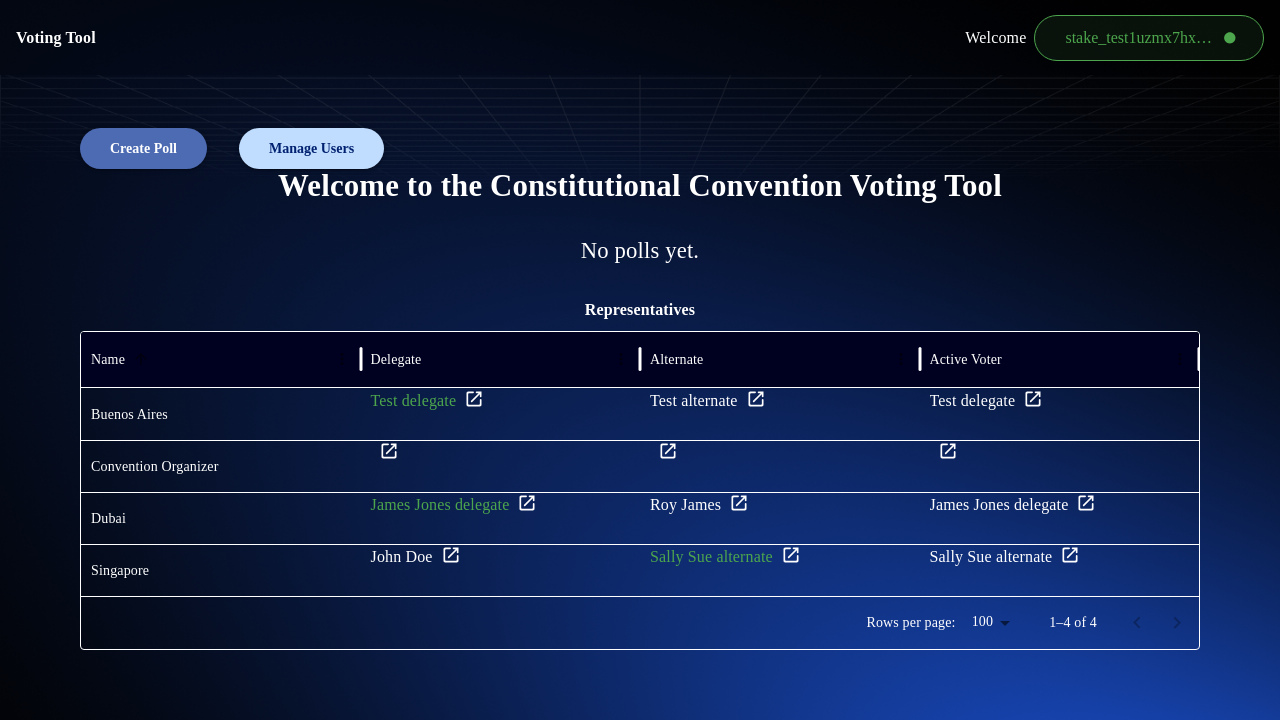 Voting Tool
Welcome stake_test1uzmx7hx…
Create Poll Manage Users
Welcome to the Constitutional Convention Voting Tool
No polls yet.
Representatives
Name Delegate Alternate Active Voter
Buenos Aires Test delegate Test alternate Test delegate
Convention Organizer
Dubai James Jones delegate Roy James James Jones delegate
Singapore John Doe Sally Sue alternate Sally Sue alternate
Rows per page: 100 1–4 of 4